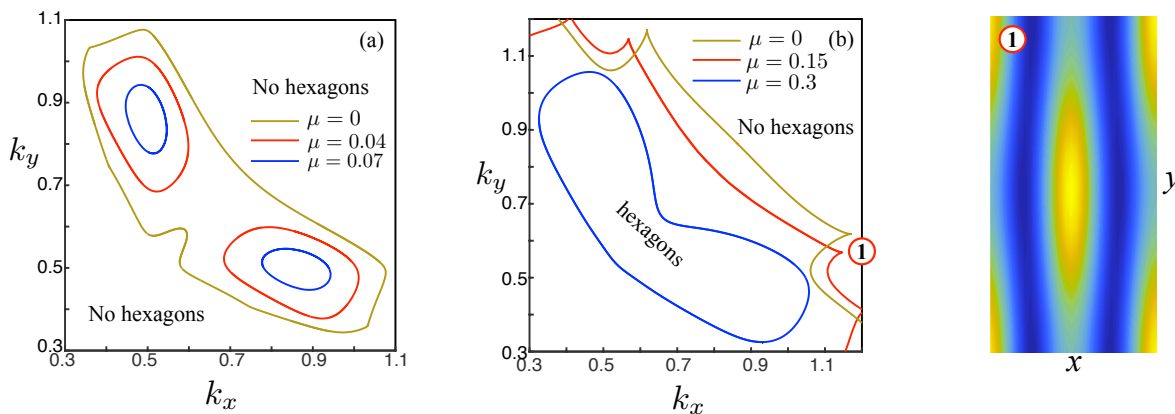 1.1
0.9
0.7
0.5
0.3
k_y
(a)
No hexagons
μ = 0
μ = 0.04
μ = 0.07
No hexagons
0.3
0.5
0.7
0.9
1.1
k_x
1.1
0.9
0.7
0.5
0.3
k_y
(b)
μ = 0
μ = 0.15
μ = 0.3
No hexagons
hexagons
1
0.3
0.5
0.7
0.9
1.1
k_x
1
y
x